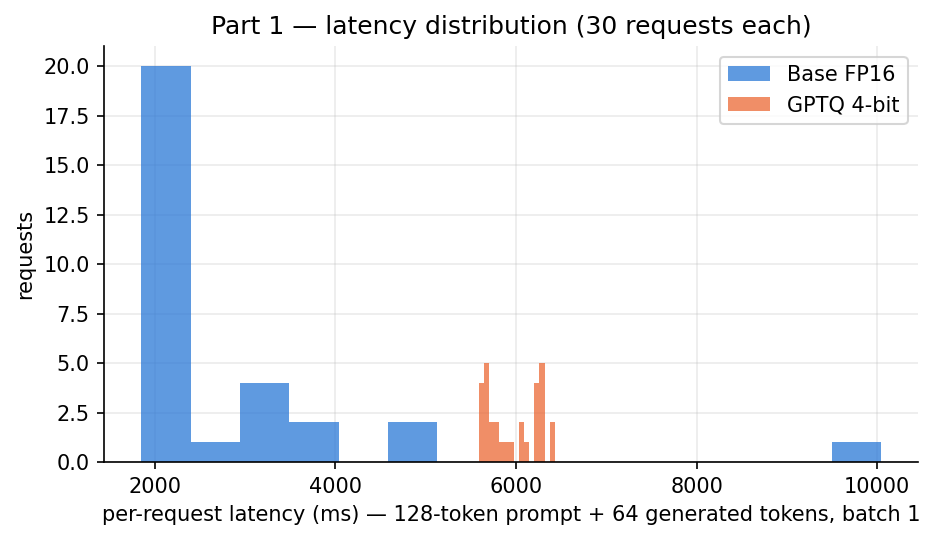 Part 1 — latency distribution (30 requests each)
Base FP16
GPTQ 4-bit
requests
20.0
17.5
15.0
12.5
10.0
7.5
5.0
2.5
0.0
2000 4000 6000 8000 10000
per-request latency (ms) — 128-token prompt + 64 generated tokens, batch 1